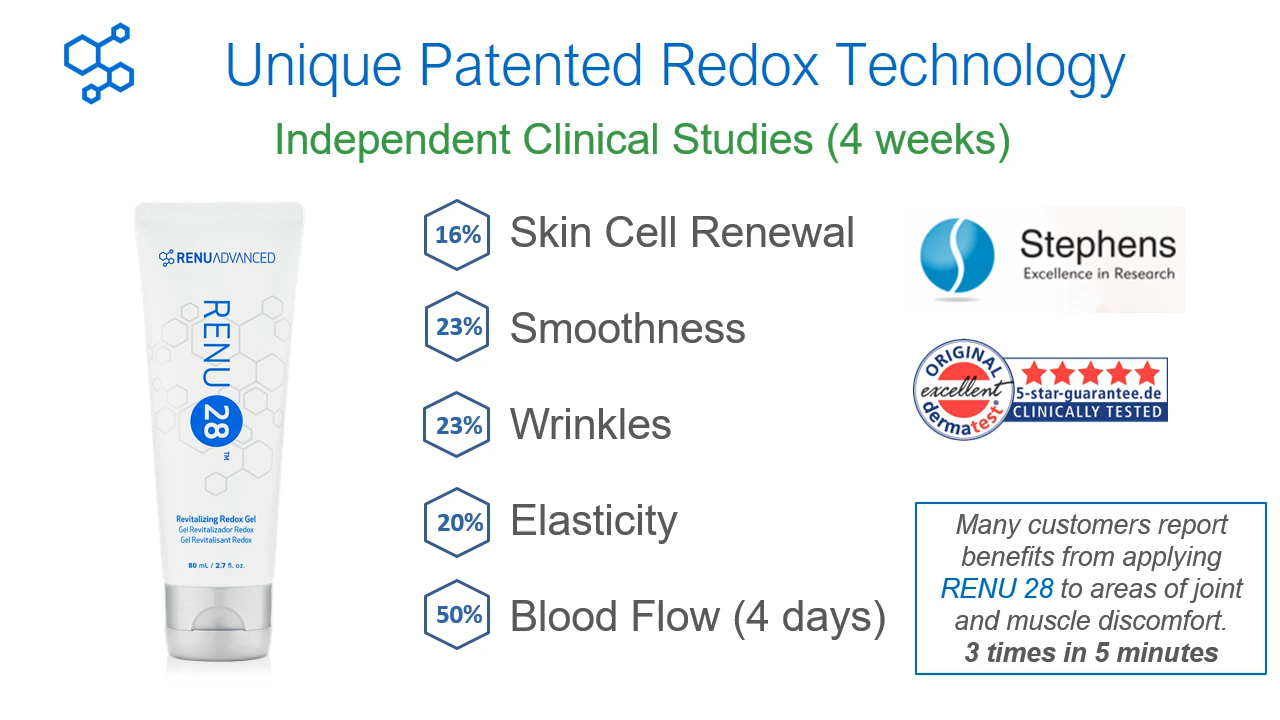 Unique Patented Redox Technology
Independent Clinical Studies (4 weeks)
RENUADVANCED
RENU 28™
Revitalizing Redox Gel
Gel Revitalizador Redox
Gel Revitalisant Redox
80 mL / 2.7 fl. oz.
16% Skin Cell Renewal
23% Smoothness
23% Wrinkles
20% Elasticity
50% Blood Flow (4 days)
Stephens
Excellence in Research
ORIGINAL
excellent
dermatest®
5-star-guarantee.de
CLINICALLY TESTED
Many customers report
benefits from applying
RENU 28 to areas of joint
and muscle discomfort.
3 times in 5 minutes